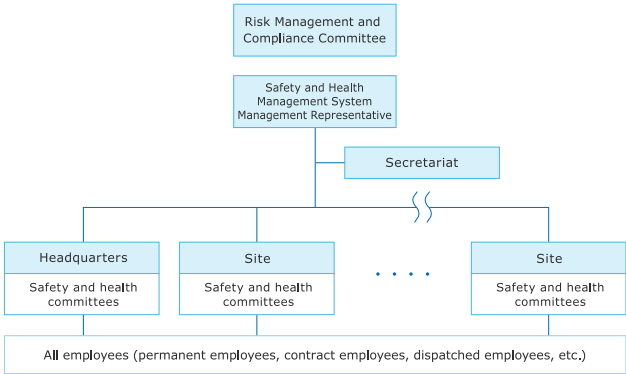 Risk Management and
Compliance Committee
Safety and Health
Management System
Management Representative
Secretariat
Headquarters
Safety and health
committees
Site
Safety and health
committees
Site
Safety and health
committees
All employees (permanent employees, contract employees, dispatched employees, etc.)